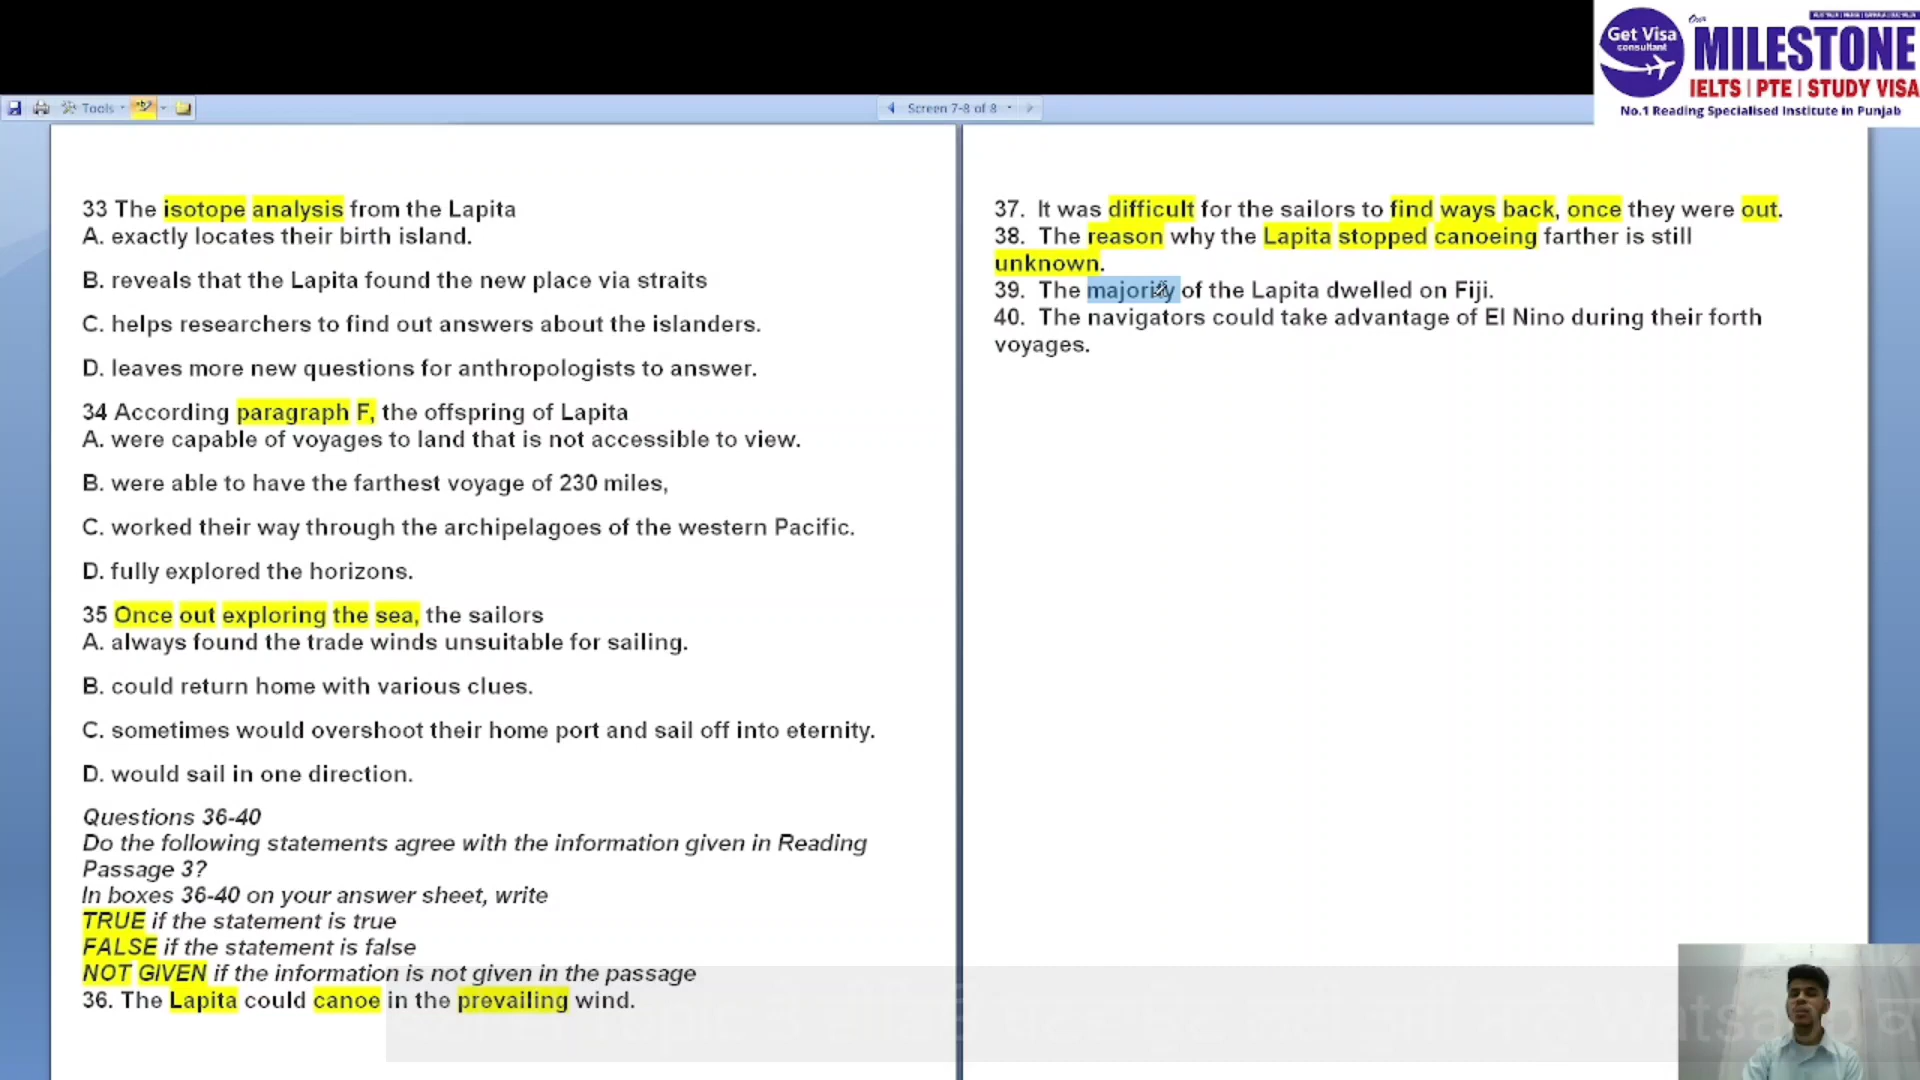 Get Visa
consultant
Our
MILESTONE
IELTS | PTE | STUDY VISA
No.1 Reading Specialised Institute in Punjab
Tools
Screen 7-8 of 8
33 The isotope analysis from the Lapita
A. exactly locates their birth island.
B. reveals that the Lapita found the new place via straits
C. helps researchers to find out answers about the islanders.
D. leaves more new questions for anthropologists to answer.
34 According paragraph F, the offspring of Lapita
A. were capable of voyages to land that is not accessible to view.
B. were able to have the farthest voyage of 230 miles,
C. worked their way through the archipelagoes of the western Pacific.
D. fully explored the horizons.
35 Once out exploring the sea, the sailors
A. always found the trade winds unsuitable for sailing.
B. could return home with various clues.
C. sometimes would overshoot their home port and sail off into eternity.
D. would sail in one direction.
Questions 36-40
Do the following statements agree with the information given in Reading
Passage 3?
In boxes 36-40 on your answer sheet, write
TRUE if the statement is true
FALSE if the statement is false
NOT GIVEN if the information is not given in the passage
36. The Lapita could canoe in the prevailing wind.
37. It was difficult for the sailors to find ways back, once they were out.
38. The reason why the Lapita stopped canoeing farther is still
unknown.
39. The majority of the Lapita dwelled on Fiji.
40. The navigators could take advantage of El Nino during their forth
voyages.